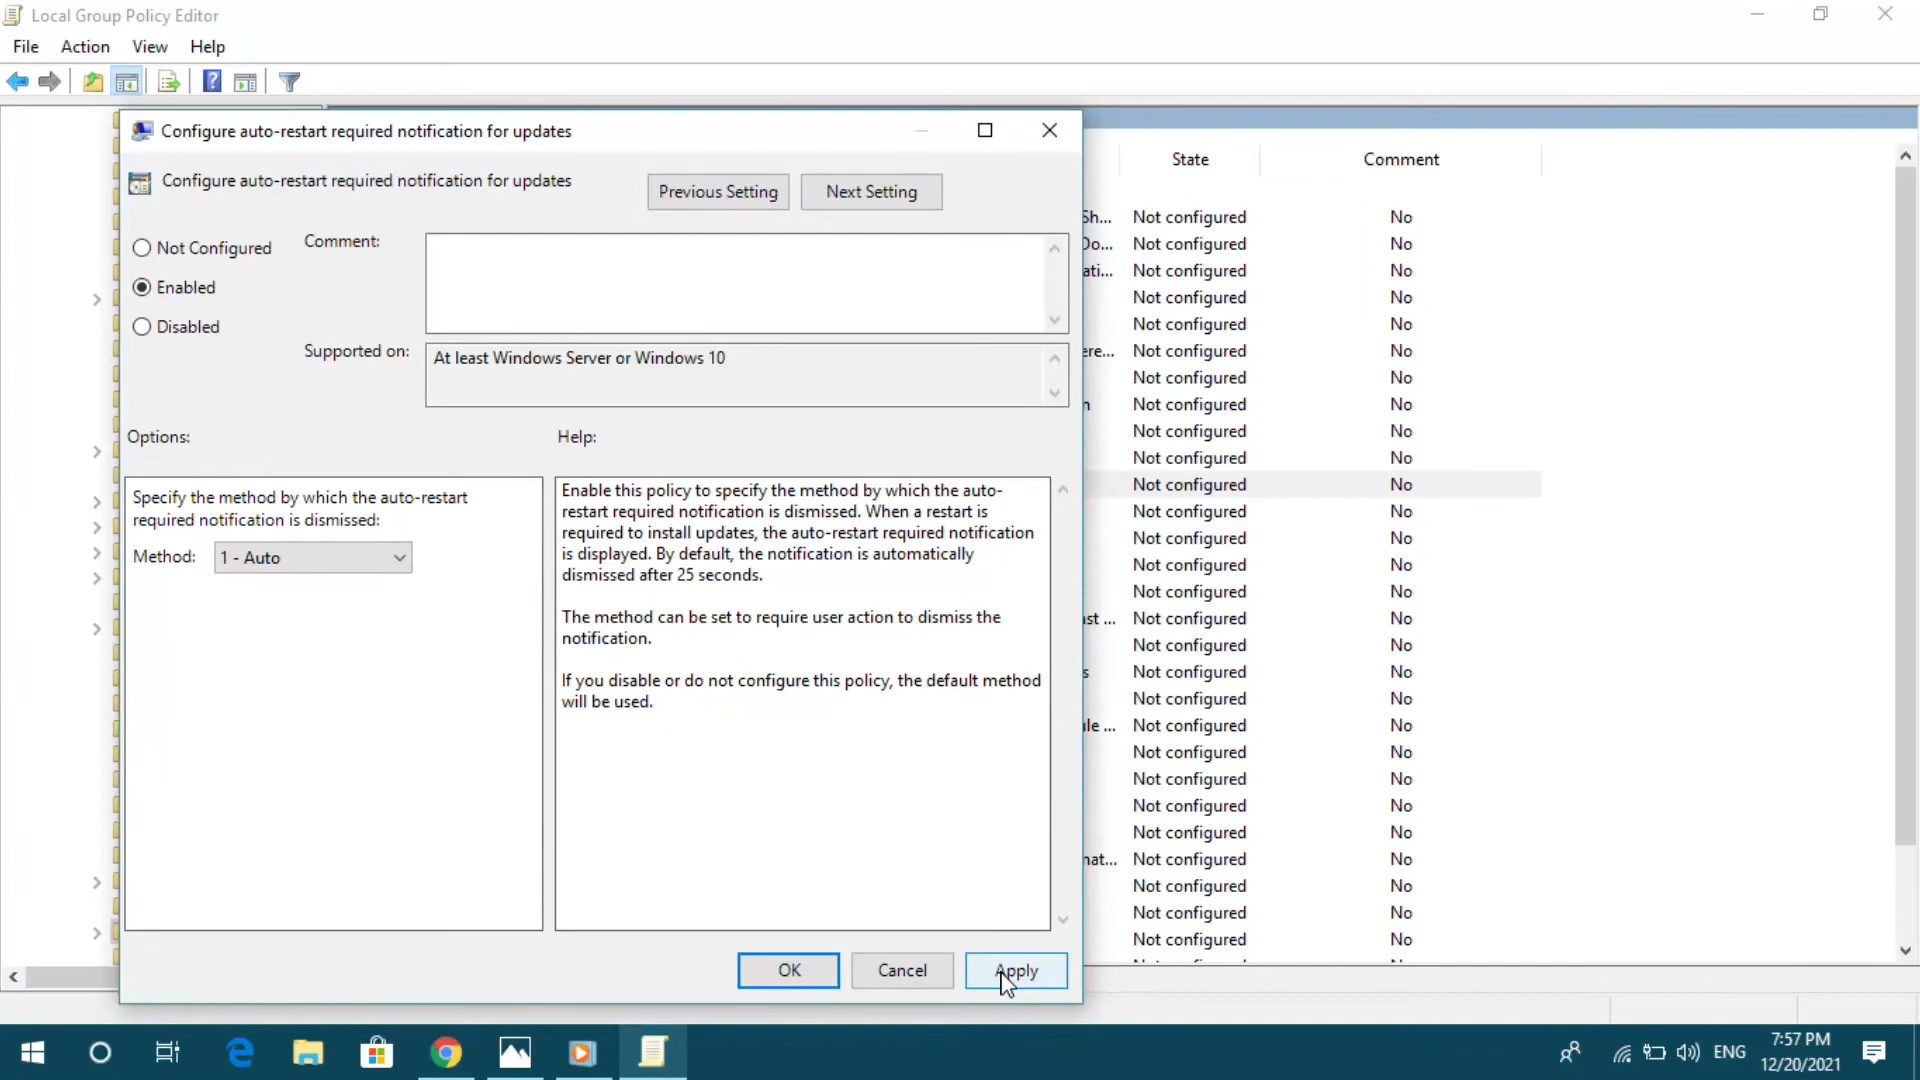 Local Group Policy Editor
File Action View Help
Configure auto-restart required notification for updates
Configure auto-restart required notification for updates
Previous Setting Next Setting
Not Configured
Enabled
Disabled
Comment:
Supported on:
At least Windows Server or Windows 10
Options:
Help:
Specify the method by which the auto-restart
required notification is dismissed:
Method: 1 - Auto
Enable this policy to specify the method by which the auto-
restart required notification is dismissed. When a restart is
required to install updates, the auto-restart required notification
is displayed. By default, the notification is automatically
dismissed after 25 seconds.
The method can be set to require user action to dismiss the
notification.
If you disable or do not configure this policy, the default method
will be used.
OK Cancel Apply
State Comment
Sh... Not configured No
Do... Not configured No
ati... Not configured No
Not configured No
Not configured No
ere... Not configured No
Not configured No
n Not configured No
Not configured No
Not configured No
Not configured No
Not configured No
Not configured No
Not configured No
Not configured No
ast ... Not configured No
Not configured No
s Not configured No
Not configured No
ule ... Not configured No
Not configured No
Not configured No
Not configured No
Not configured No
nat... Not configured No
Not configured No
Not configured No
Not configured No
ENG
7:57 PM
12/20/2021